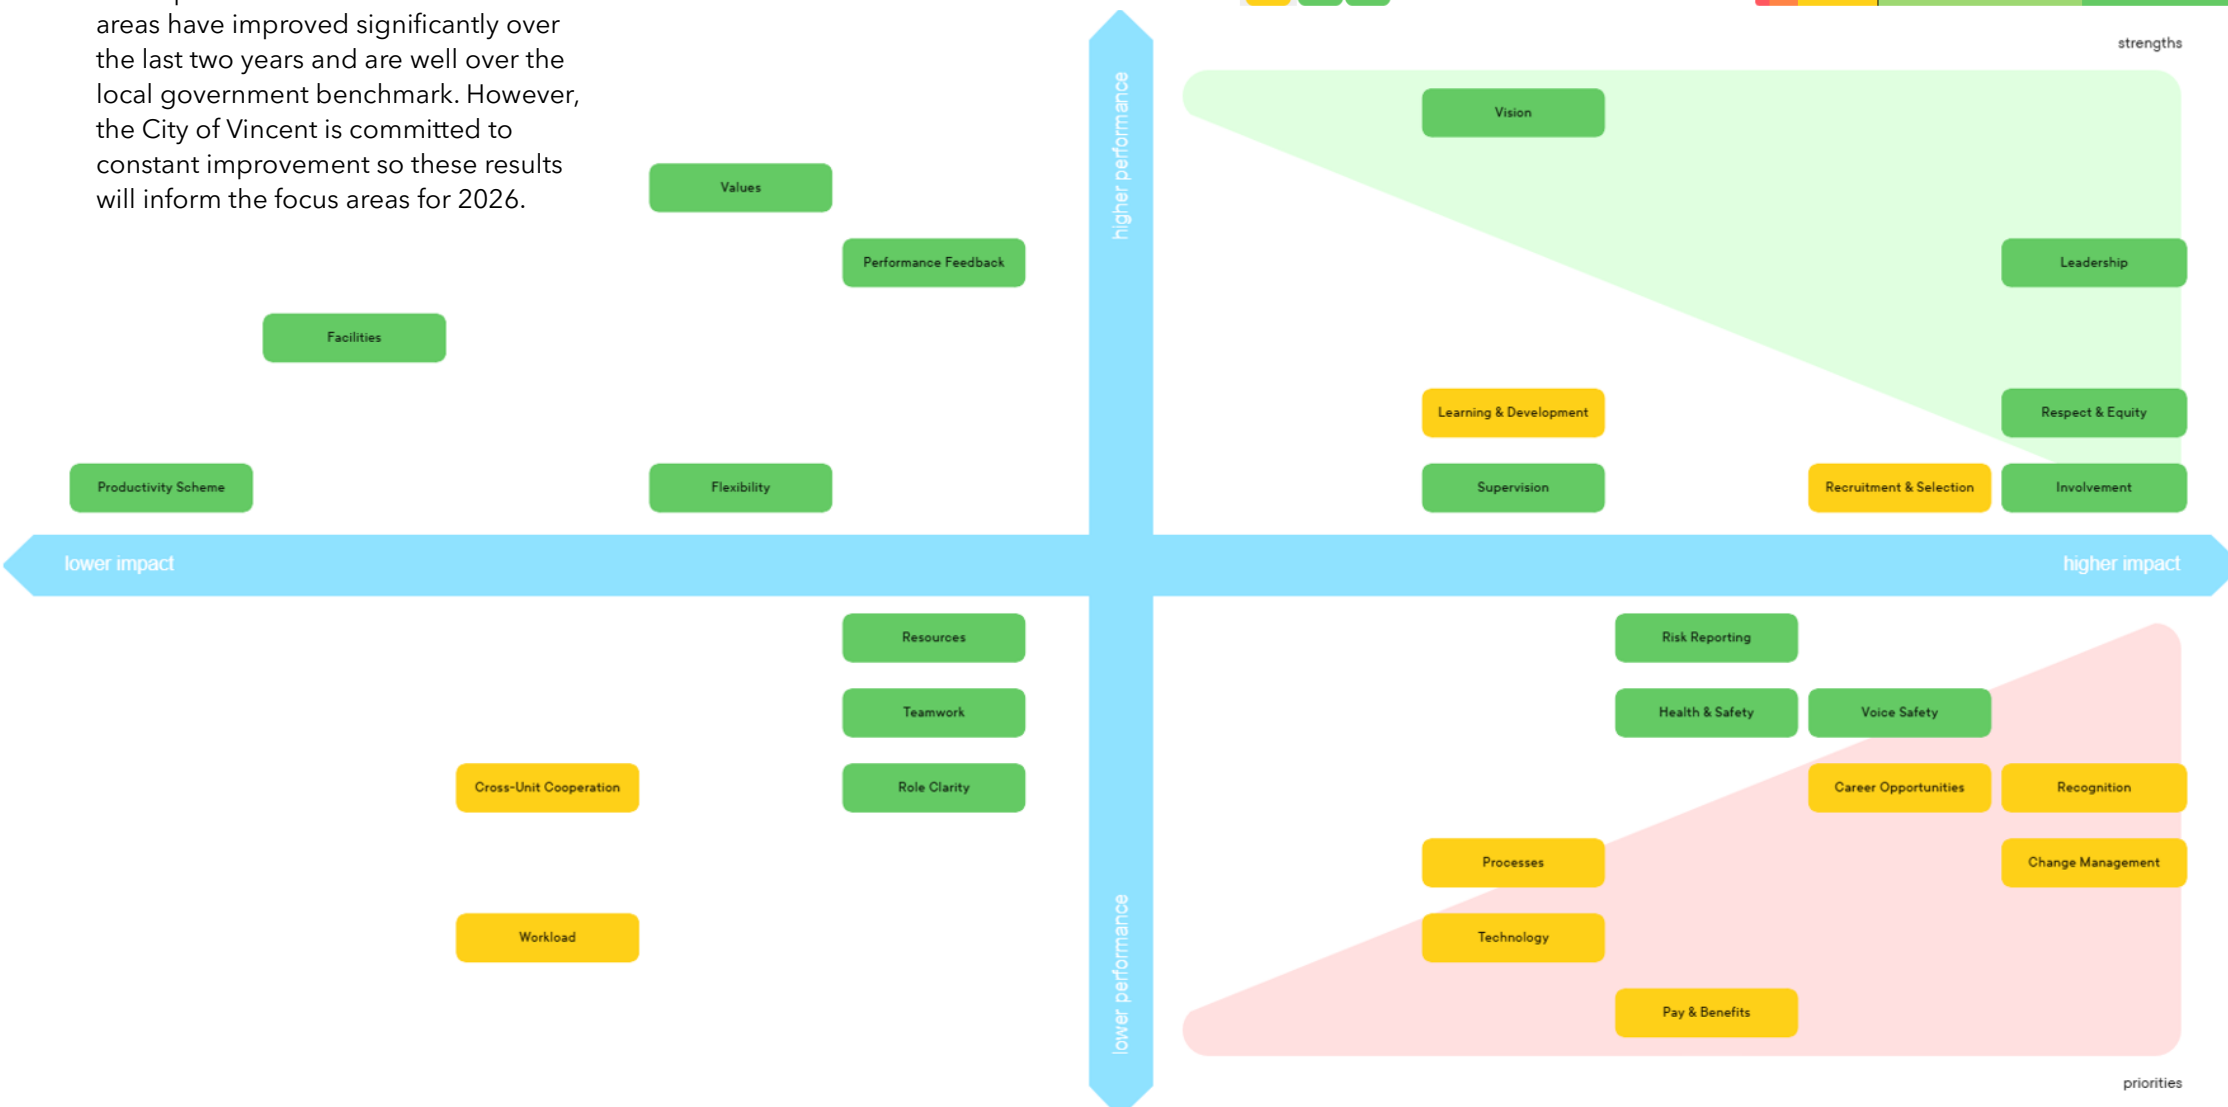 areas have improved significantly over
the last two years and are well over the
local government benchmark. However,
the City of Vincent is committed to
constant improvement so these results
will inform the focus areas for 2026.
strengths
higher performance
Vision
Values
Performance Feedback
Leadership
Facilities
Learning & Development
Respect & Equity
Productivity Scheme
Flexibility
Supervision
Recruitment & Selection
Involvement
lower impact
higher impact
Resources
Risk Reporting
Teamwork
Health & Safety
Voice Safety
Cross-Unit Cooperation
Role Clarity
Career Opportunities
Recognition
Processes
Change Management
Workload
Technology
lower performance
Pay & Benefits
priorities